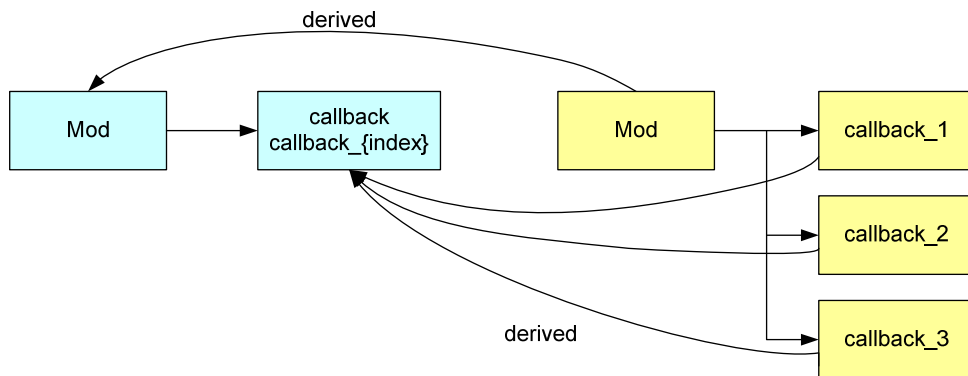 derived
Mod
callback
callback_{index}
Mod
callback_1
callback_2
callback_3
derived